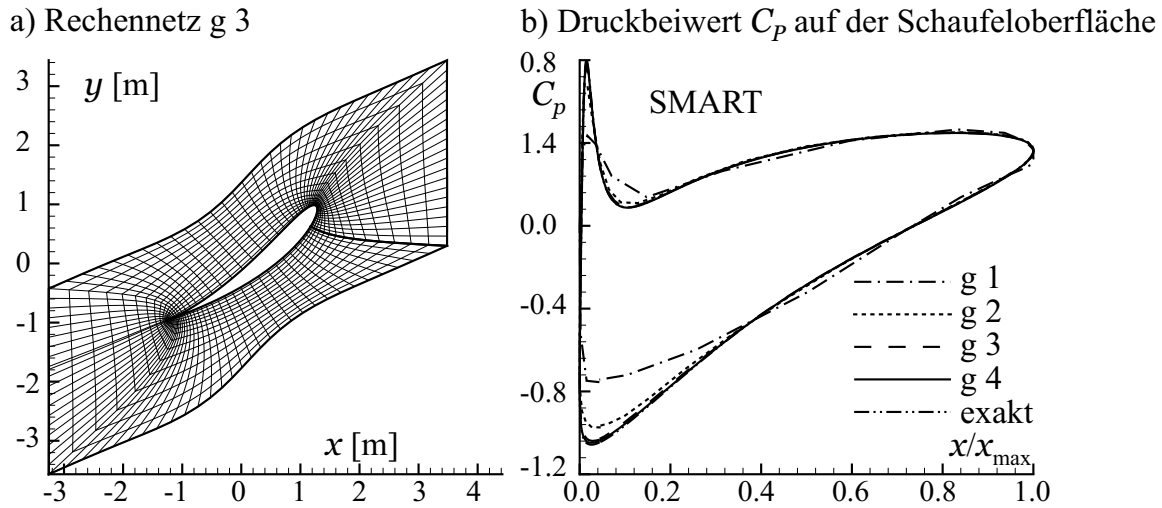 a) Rechennetz g 3
b) Druckbeiwert C_P auf der Schaufeloberfläche
y [m]
3
2
1
0
-1
-2
-3
x [m]
-3 -2 -1 0 1 2 3 4
0.8
C_p
1.4
0.0
-0.4
-0.8
-1.2
SMART
g 1
g 2
g 3
g 4
exakt
x/x_max
0.0 0.2 0.4 0.6 0.8 1.0